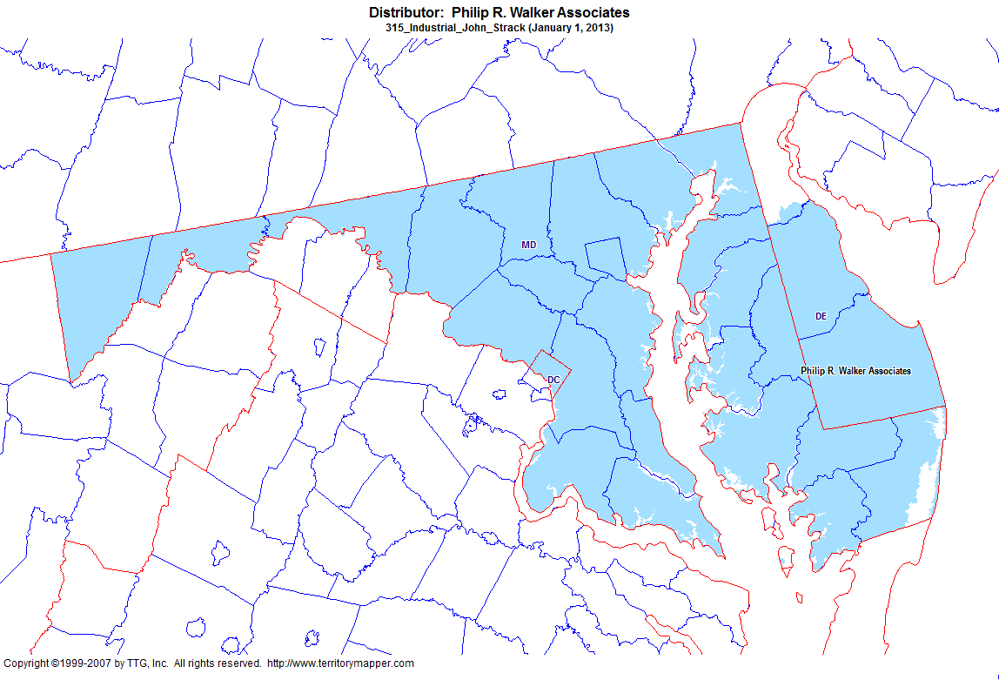 Distributor:  Philip R. Walker Associates
315_Industrial_John_Strack (January 1, 2013)
MD
DE
Philip R. Walker Associates
DC
Copyright ©1999-2007 by TTG, Inc.  All rights reserved.  http://www.territorymapper.com